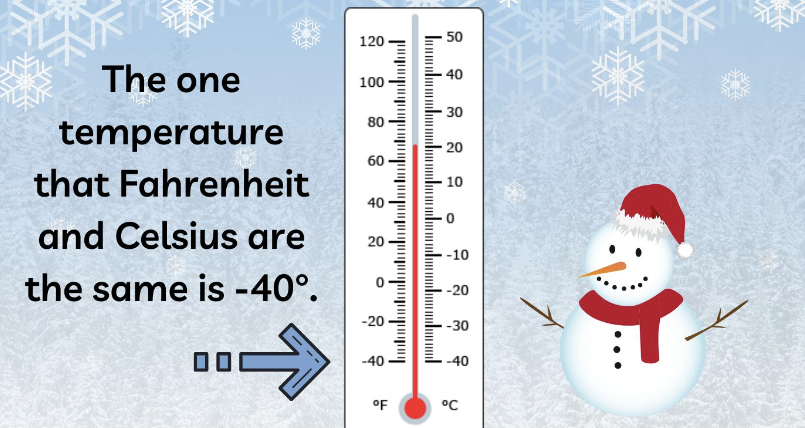 The one
temperature
that Fahrenheit
and Celsius are
the same is -40°.
120
100
80
60
40
20
0
-20
-40
°F
50
40
30
20
10
0
-10
-20
-30
-40
°C